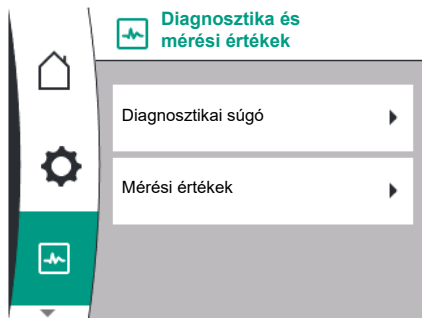 Diagnosztika és
mérési értékek
Diagnosztikai súgó
Mérési értékek